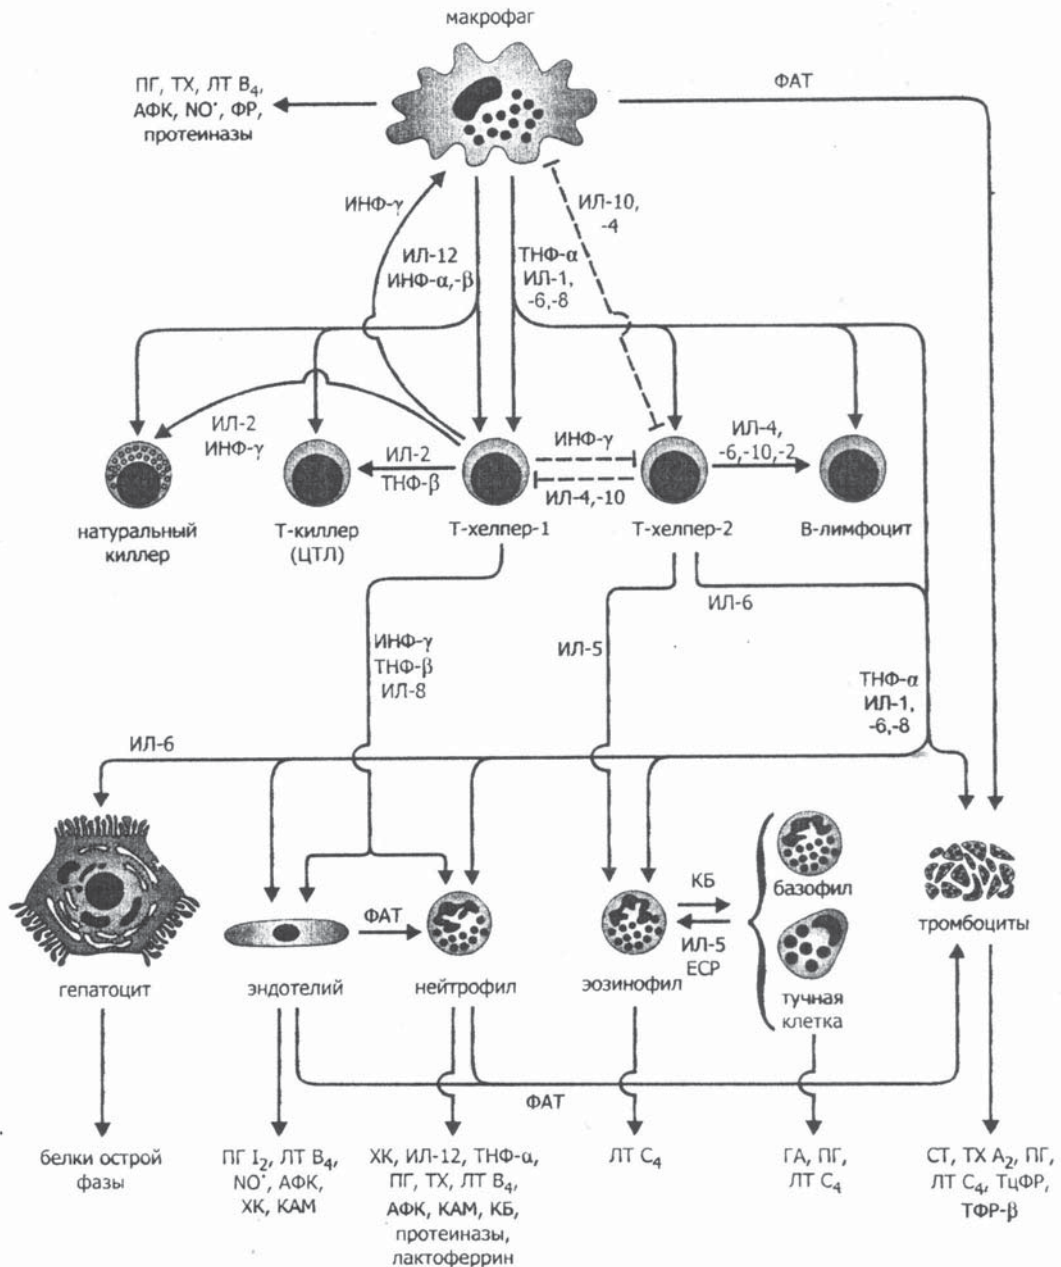 макрофаг
ПГ, ТХ, ЛТ B₄,
АФК, NO˙, ФР,
протеиназы
ФАТ
ИНФ-γ
ИЛ-12
ИНФ-α,-β
ТНФ-α
ИЛ-1,
-6,-8
ИЛ-10,
-4
ИЛ-2
ИНФ-γ
ИЛ-2
ТНФ-β
ИНФ-γ
ИЛ-4,-10
ИЛ-4,
-6,-10,-2
натуральный
киллер
Т-киллер
(ЦТЛ)
Т-хелпер-1
Т-хелпер-2
В-лимфоцит
ИНФ-γ
ТНФ-β
ИЛ-8
ИЛ-5
ИЛ-6
ТНФ-α
ИЛ-1,
-6,-8
ИЛ-6
ФАТ
КБ
ИЛ-5
ЕСР
базофил
тучная
клетка
тромбоциты
гепатоцит
эндотелий
нейтрофил
эозинофил
ФАТ
белки острой
фазы
ПГ I₂, ЛТ B₄,
NO˙, АФК,
ХК, КАМ
ХК, ИЛ-12, ТНФ-α,
ПГ, ТХ, ЛТ B₄,
АФК, КАМ, КБ,
протеиназы,
лактоферрин
ЛТ C₄
ГА, ПГ,
ЛТ C₄
СТ, ТХ A₂, ПГ,
ЛТ C₄, ТцФР,
ТФР-β